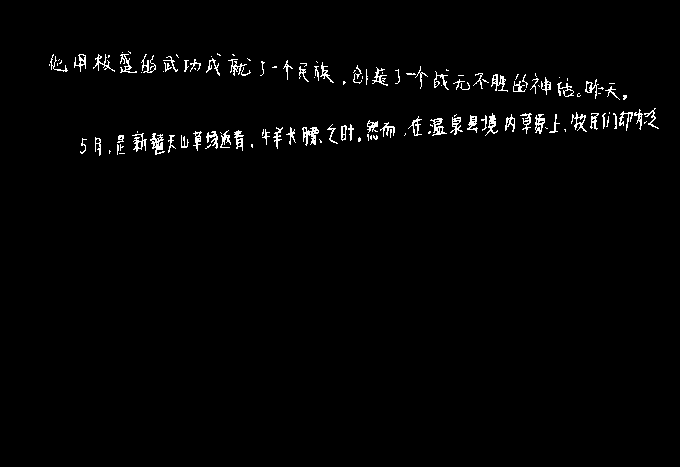 他用极盛的武功成就了一个民族，创造了一个战无不胜的神话。昨天，
5月，是新疆天山草场返青，牛羊长膘之时。然而，在温泉县境内草原上，牧民们却